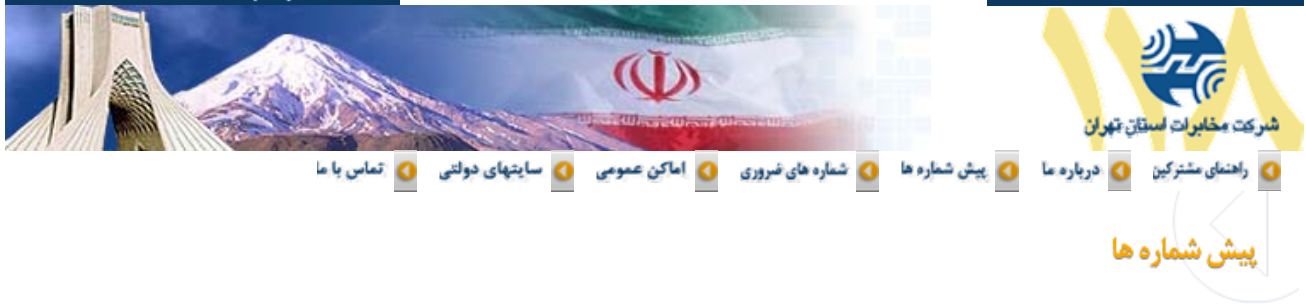 ۱۱۸
شرکت مخابرات استان تهران
راهنمای مشترکین
درباره ما
پیش شماره ها
شماره های ضروری
اماکن عمومی
سایتهای دولتی
تماس با ما
پیش شماره ها